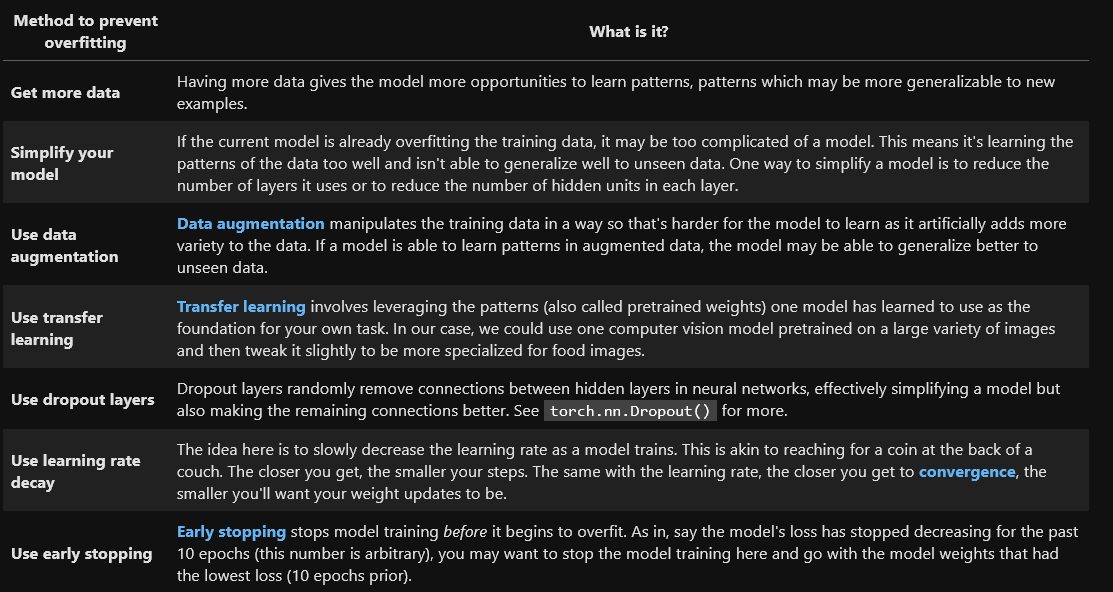 Method to prevent
overfitting
What is it?
Get more data
Having more data gives the model more opportunities to learn patterns, patterns which may be more generalizable to new
examples.
Simplify your
model
If the current model is already overfitting the training data, it may be too complicated of a model. This means it's learning the
patterns of the data too well and isn't able to generalize well to unseen data. One way to simplify a model is to reduce the
number of layers it uses or to reduce the number of hidden units in each layer.
Use data
augmentation
Data augmentation manipulates the training data in a way so that's harder for the model to learn as it artificially adds more
variety to the data. If a model is able to learn patterns in augmented data, the model may be able to generalize better to
unseen data.
Use transfer
learning
Transfer learning involves leveraging the patterns (also called pretrained weights) one model has learned to use as the
foundation for your own task. In our case, we could use one computer vision model pretrained on a large variety of images
and then tweak it slightly to be more specialized for food images.
Use dropout layers
Dropout layers randomly remove connections between hidden layers in neural networks, effectively simplifying a model but
also making the remaining connections better. See torch.nn.Dropout() for more.
Use learning rate
decay
The idea here is to slowly decrease the learning rate as a model trains. This is akin to reaching for a coin at the back of a
couch. The closer you get, the smaller your steps. The same with the learning rate, the closer you get to convergence, the
smaller you'll want your weight updates to be.
Use early stopping
Early stopping stops model training before it begins to overfit. As in, say the model's loss has stopped decreasing for the past
10 epochs (this number is arbitrary), you may want to stop the model training here and go with the model weights that had
the lowest loss (10 epochs prior).